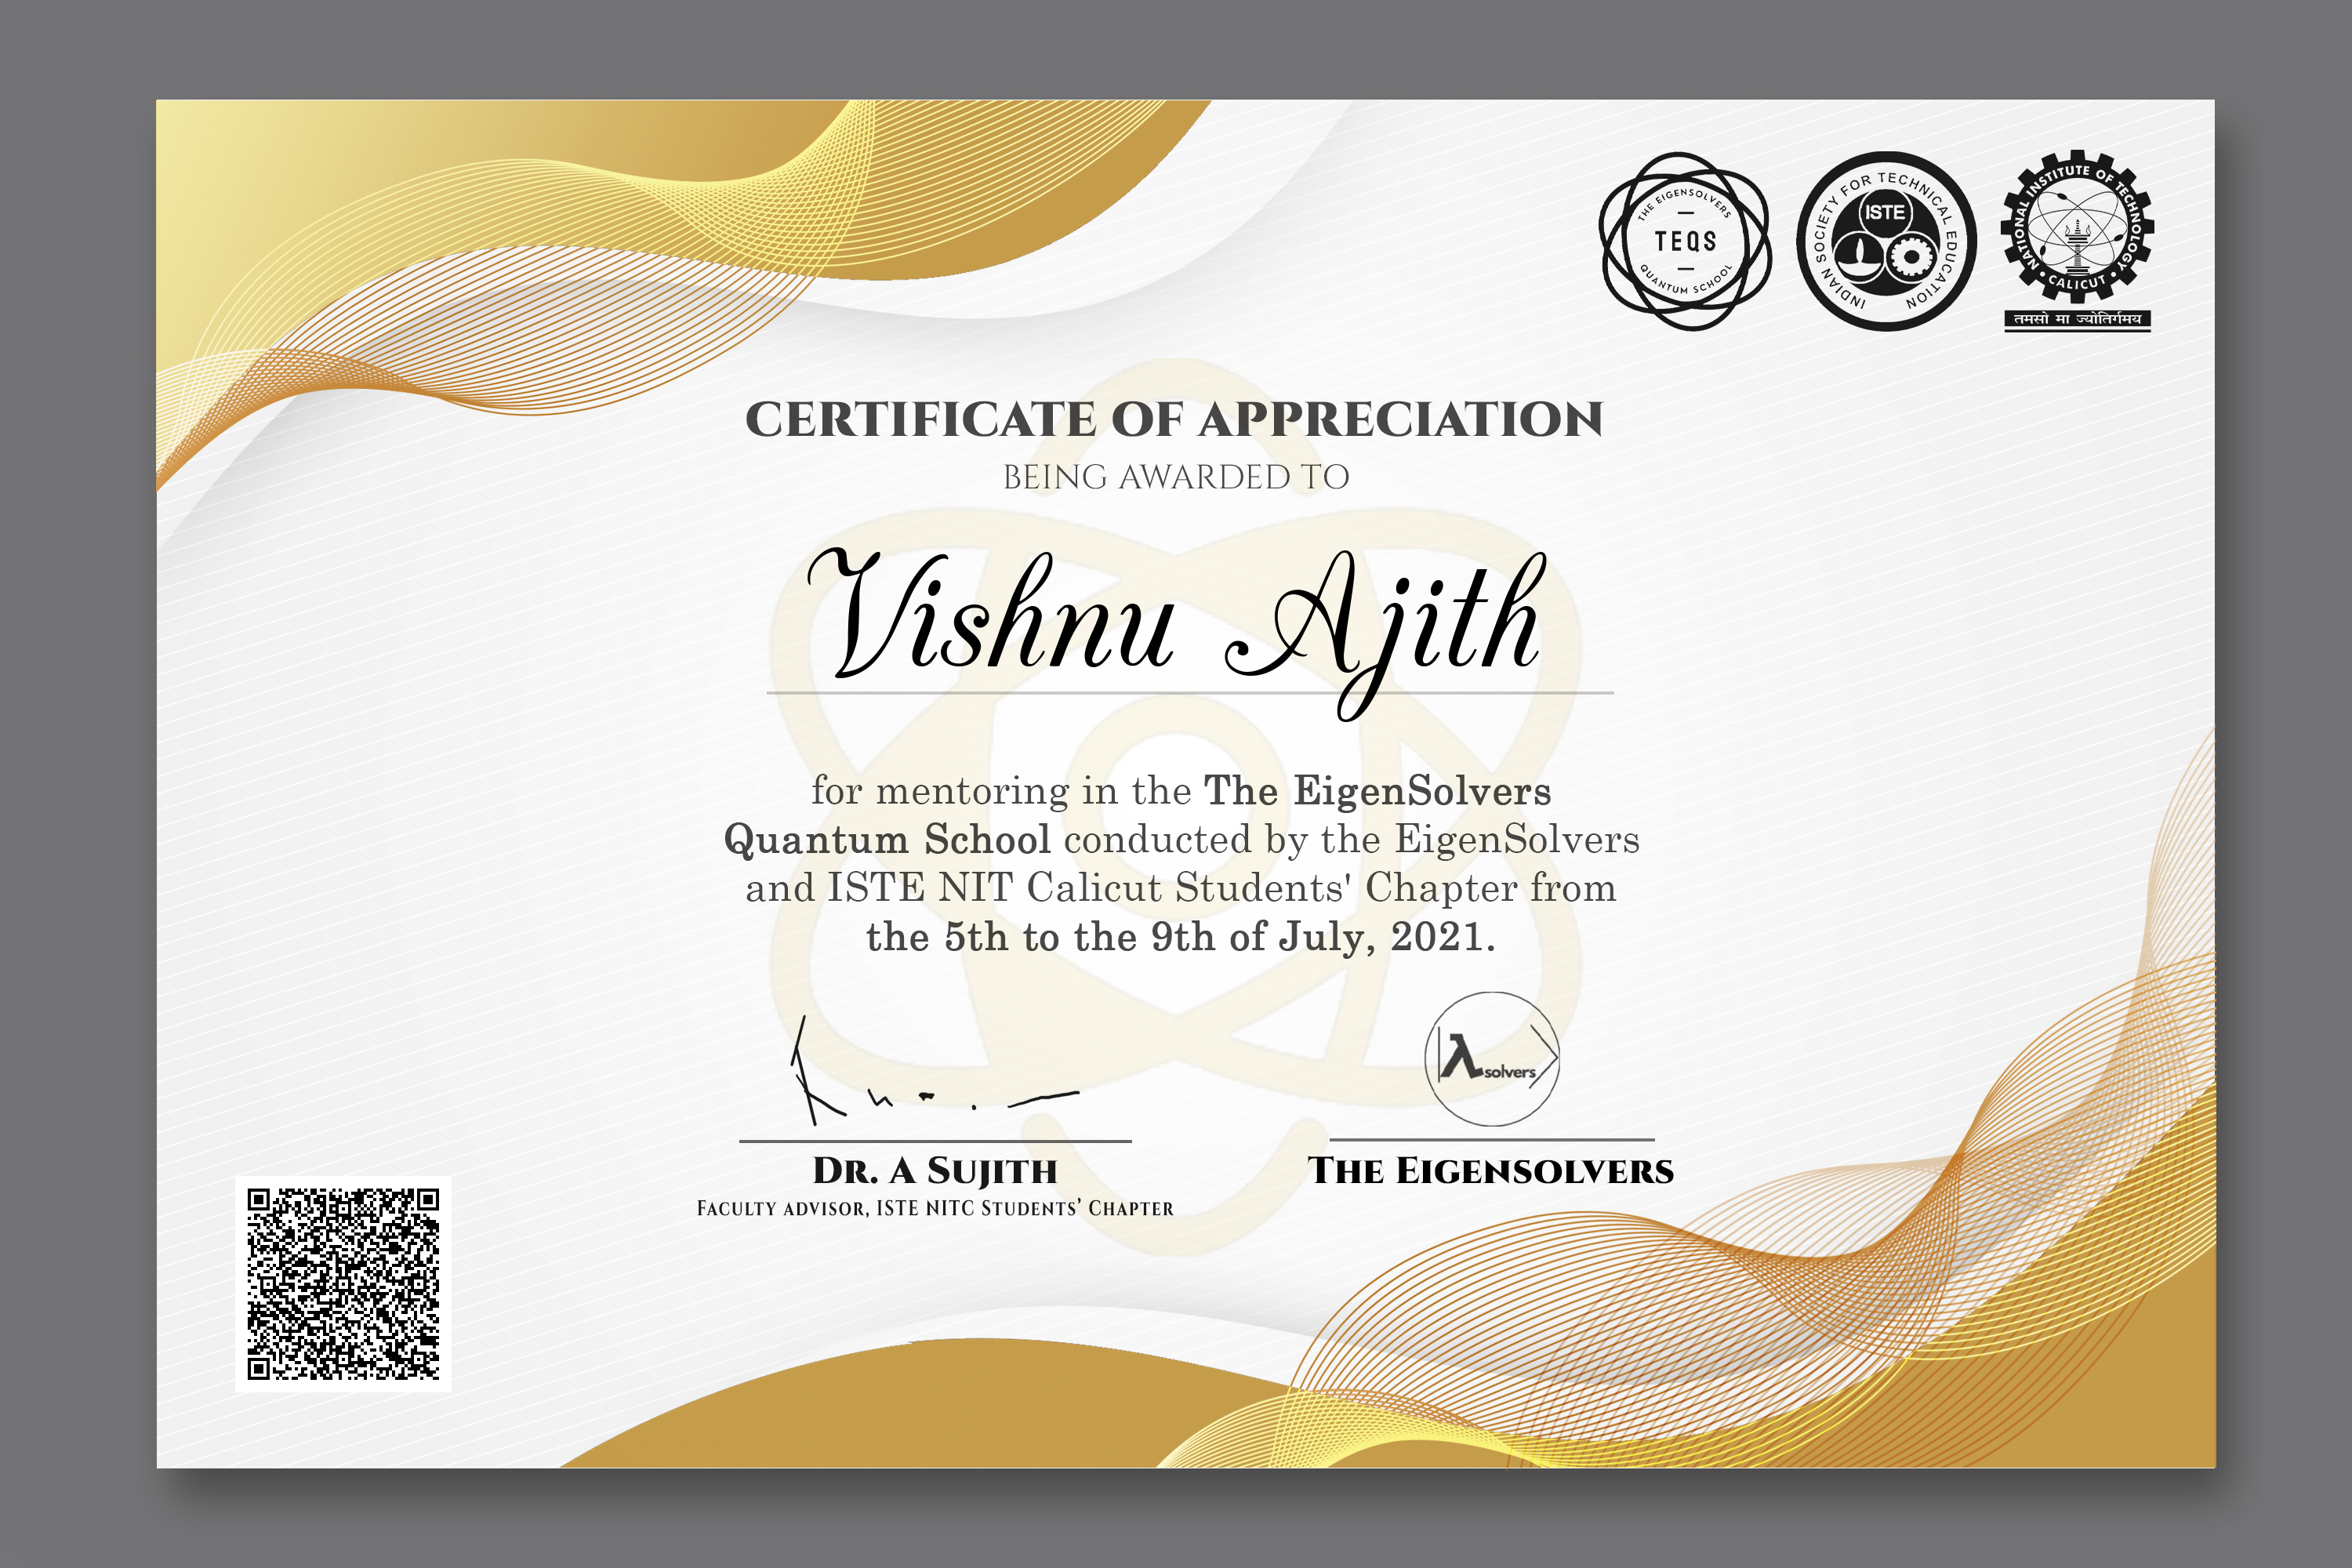 THE EIGENSOLVERS
TEQS
QUANTUM SCHOOL
INDIAN SOCIETY FOR TECHNICAL EDUCATION
ISTE
NATIONAL INSTITUTE OF TECHNOLOGY
• CALICUT •
तमसो मा ज्योतिर्गमय
CERTIFICATE OF APPRECIATION
BEING AWARDED TO
Vishnu Ajith
for mentoring in the The EigenSolvers
Quantum School conducted by the EigenSolvers
and ISTE NIT Calicut Students' Chapter from
the 5th to the 9th of July, 2021.
λ solvers
DR. A SUJITH
FACULTY ADVISOR, ISTE NITC STUDENTS’ CHAPTER
THE EIGENSOLVERS